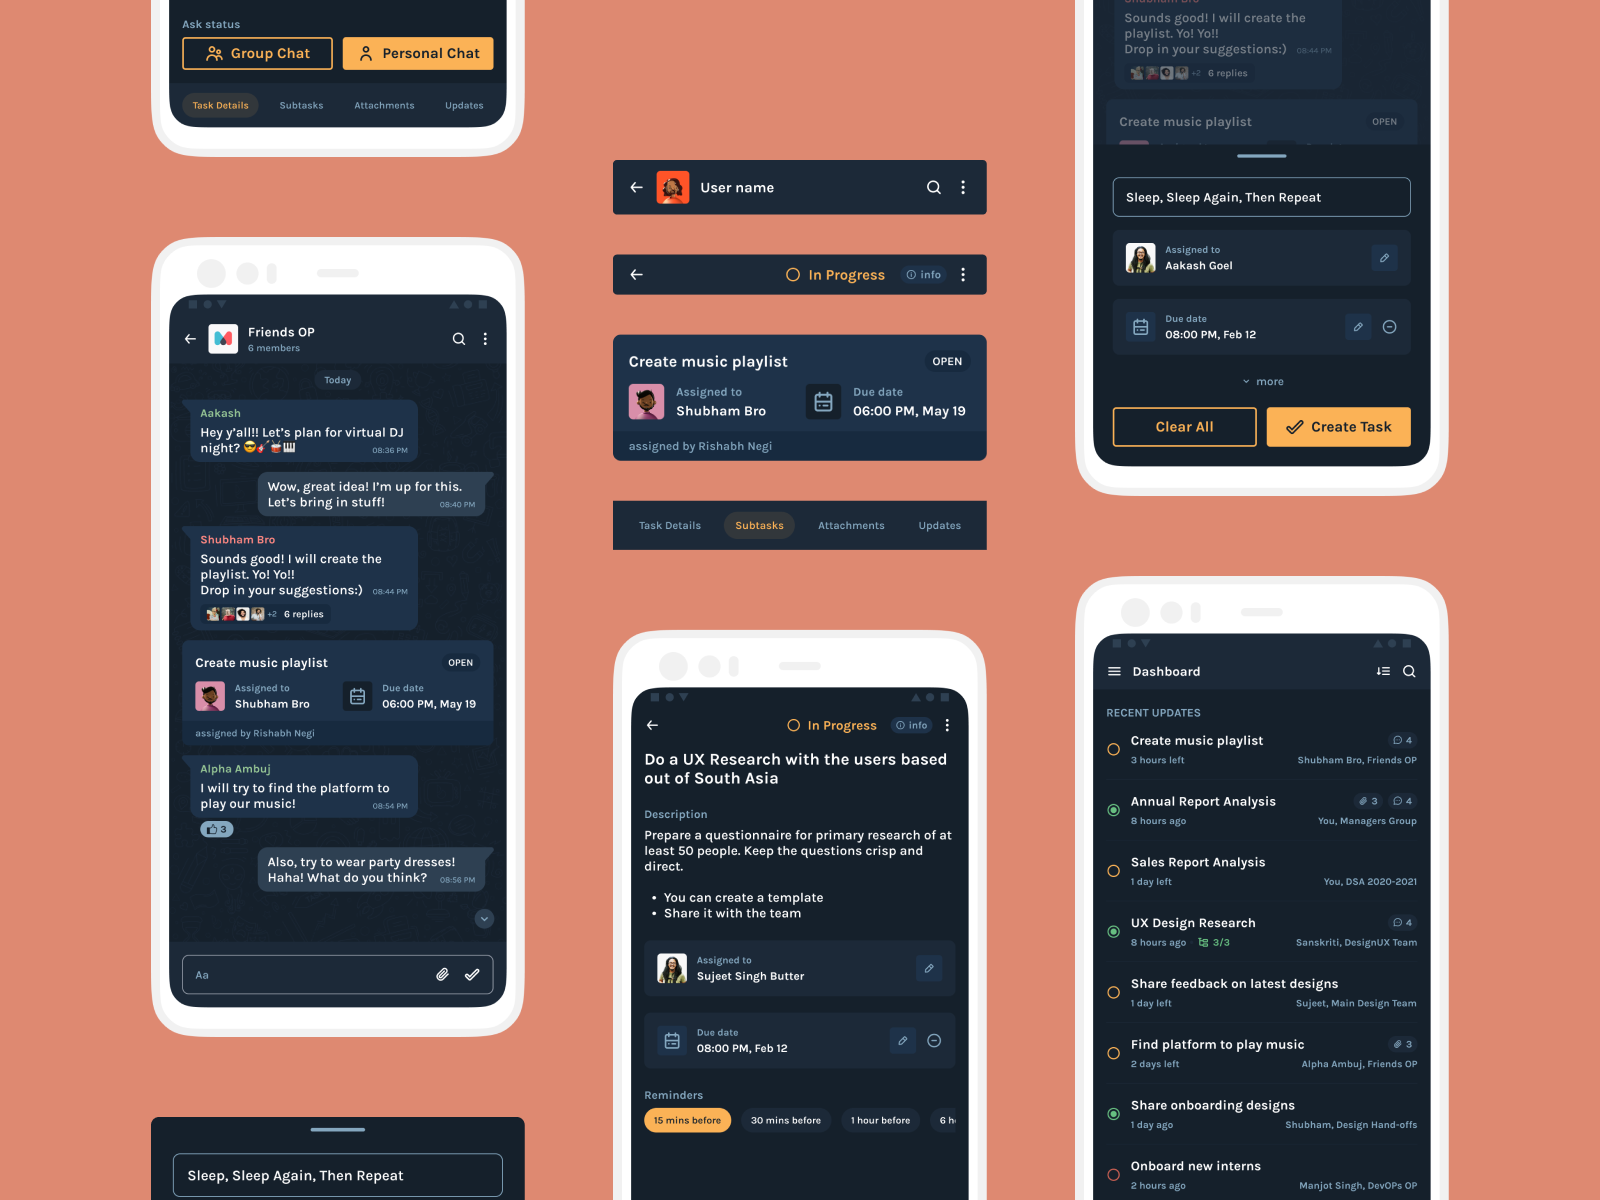 Ask status
Group Chat
Personal Chat
Task Details
Subtasks
Attachments
Updates
Friends OP
6 members
Today
Aakash
Hey y'all!! Let's plan for virtual DJ
night? 😎🎸🥁🎹
08:36 PM
Wow, great idea! I'm up for this.
Let's bring in stuff!
08:40 PM
Shubham Bro
Sounds good! I will create the
playlist. Yo! Yo!!
Drop in your suggestions:)
08:44 PM
+2 6 replies
Create music playlist
OPEN
Assigned to
Shubham Bro
Due date
06:00 PM, May 19
assigned by Rishabh Negi
Alpha Ambuj
I will try to find the platform to
play our music!
08:54 PM
3
Also, try to wear party dresses!
Haha! What do you think?
08:56 PM
Aa
Sleep, Sleep Again, Then Repeat
User name
In Progress
info
Create music playlist
OPEN
Assigned to
Shubham Bro
Due date
06:00 PM, May 19
assigned by Rishabh Negi
Task Details
Subtasks
Attachments
Updates
In Progress
info
Do a UX Research with the users based
out of South Asia
Description
Prepare a questionnaire for primary research of at
least 50 people. Keep the questions crisp and
direct.
• You can create a template
• Share it with the team
Assigned to
Sujeet Singh Butter
Due date
08:00 PM, Feb 12
Reminders
15 mins before
30 mins before
1 hour before
6 h
Shubham Bro
Sounds good! I will create the
playlist. Yo! Yo!!
Drop in your suggestions:)
08:44 PM
+2 6 replies
Create music playlist
OPEN
Sleep, Sleep Again, Then Repeat
Assigned to
Aakash Goel
Due date
08:00 PM, Feb 12
more
Clear All
Create Task
Dashboard
RECENT UPDATES
Create music playlist
4
3 hours left
Shubham Bro, Friends OP
Annual Report Analysis
3
4
8 hours ago
You, Managers Group
Sales Report Analysis
1 day left
You, DSA 2020-2021
UX Design Research
4
8 hours ago
3/3
Sanskriti, DesignUX Team
Share feedback on latest designs
1 day left
Sujeet, Main Design Team
Find platform to play music
3
2 days left
Alpha Ambuj, Friends OP
Share onboarding designs
1 day ago
Shubham, Design Hand-offs
Onboard new interns
2 hours ago
Manjot Singh, DevOPs OP